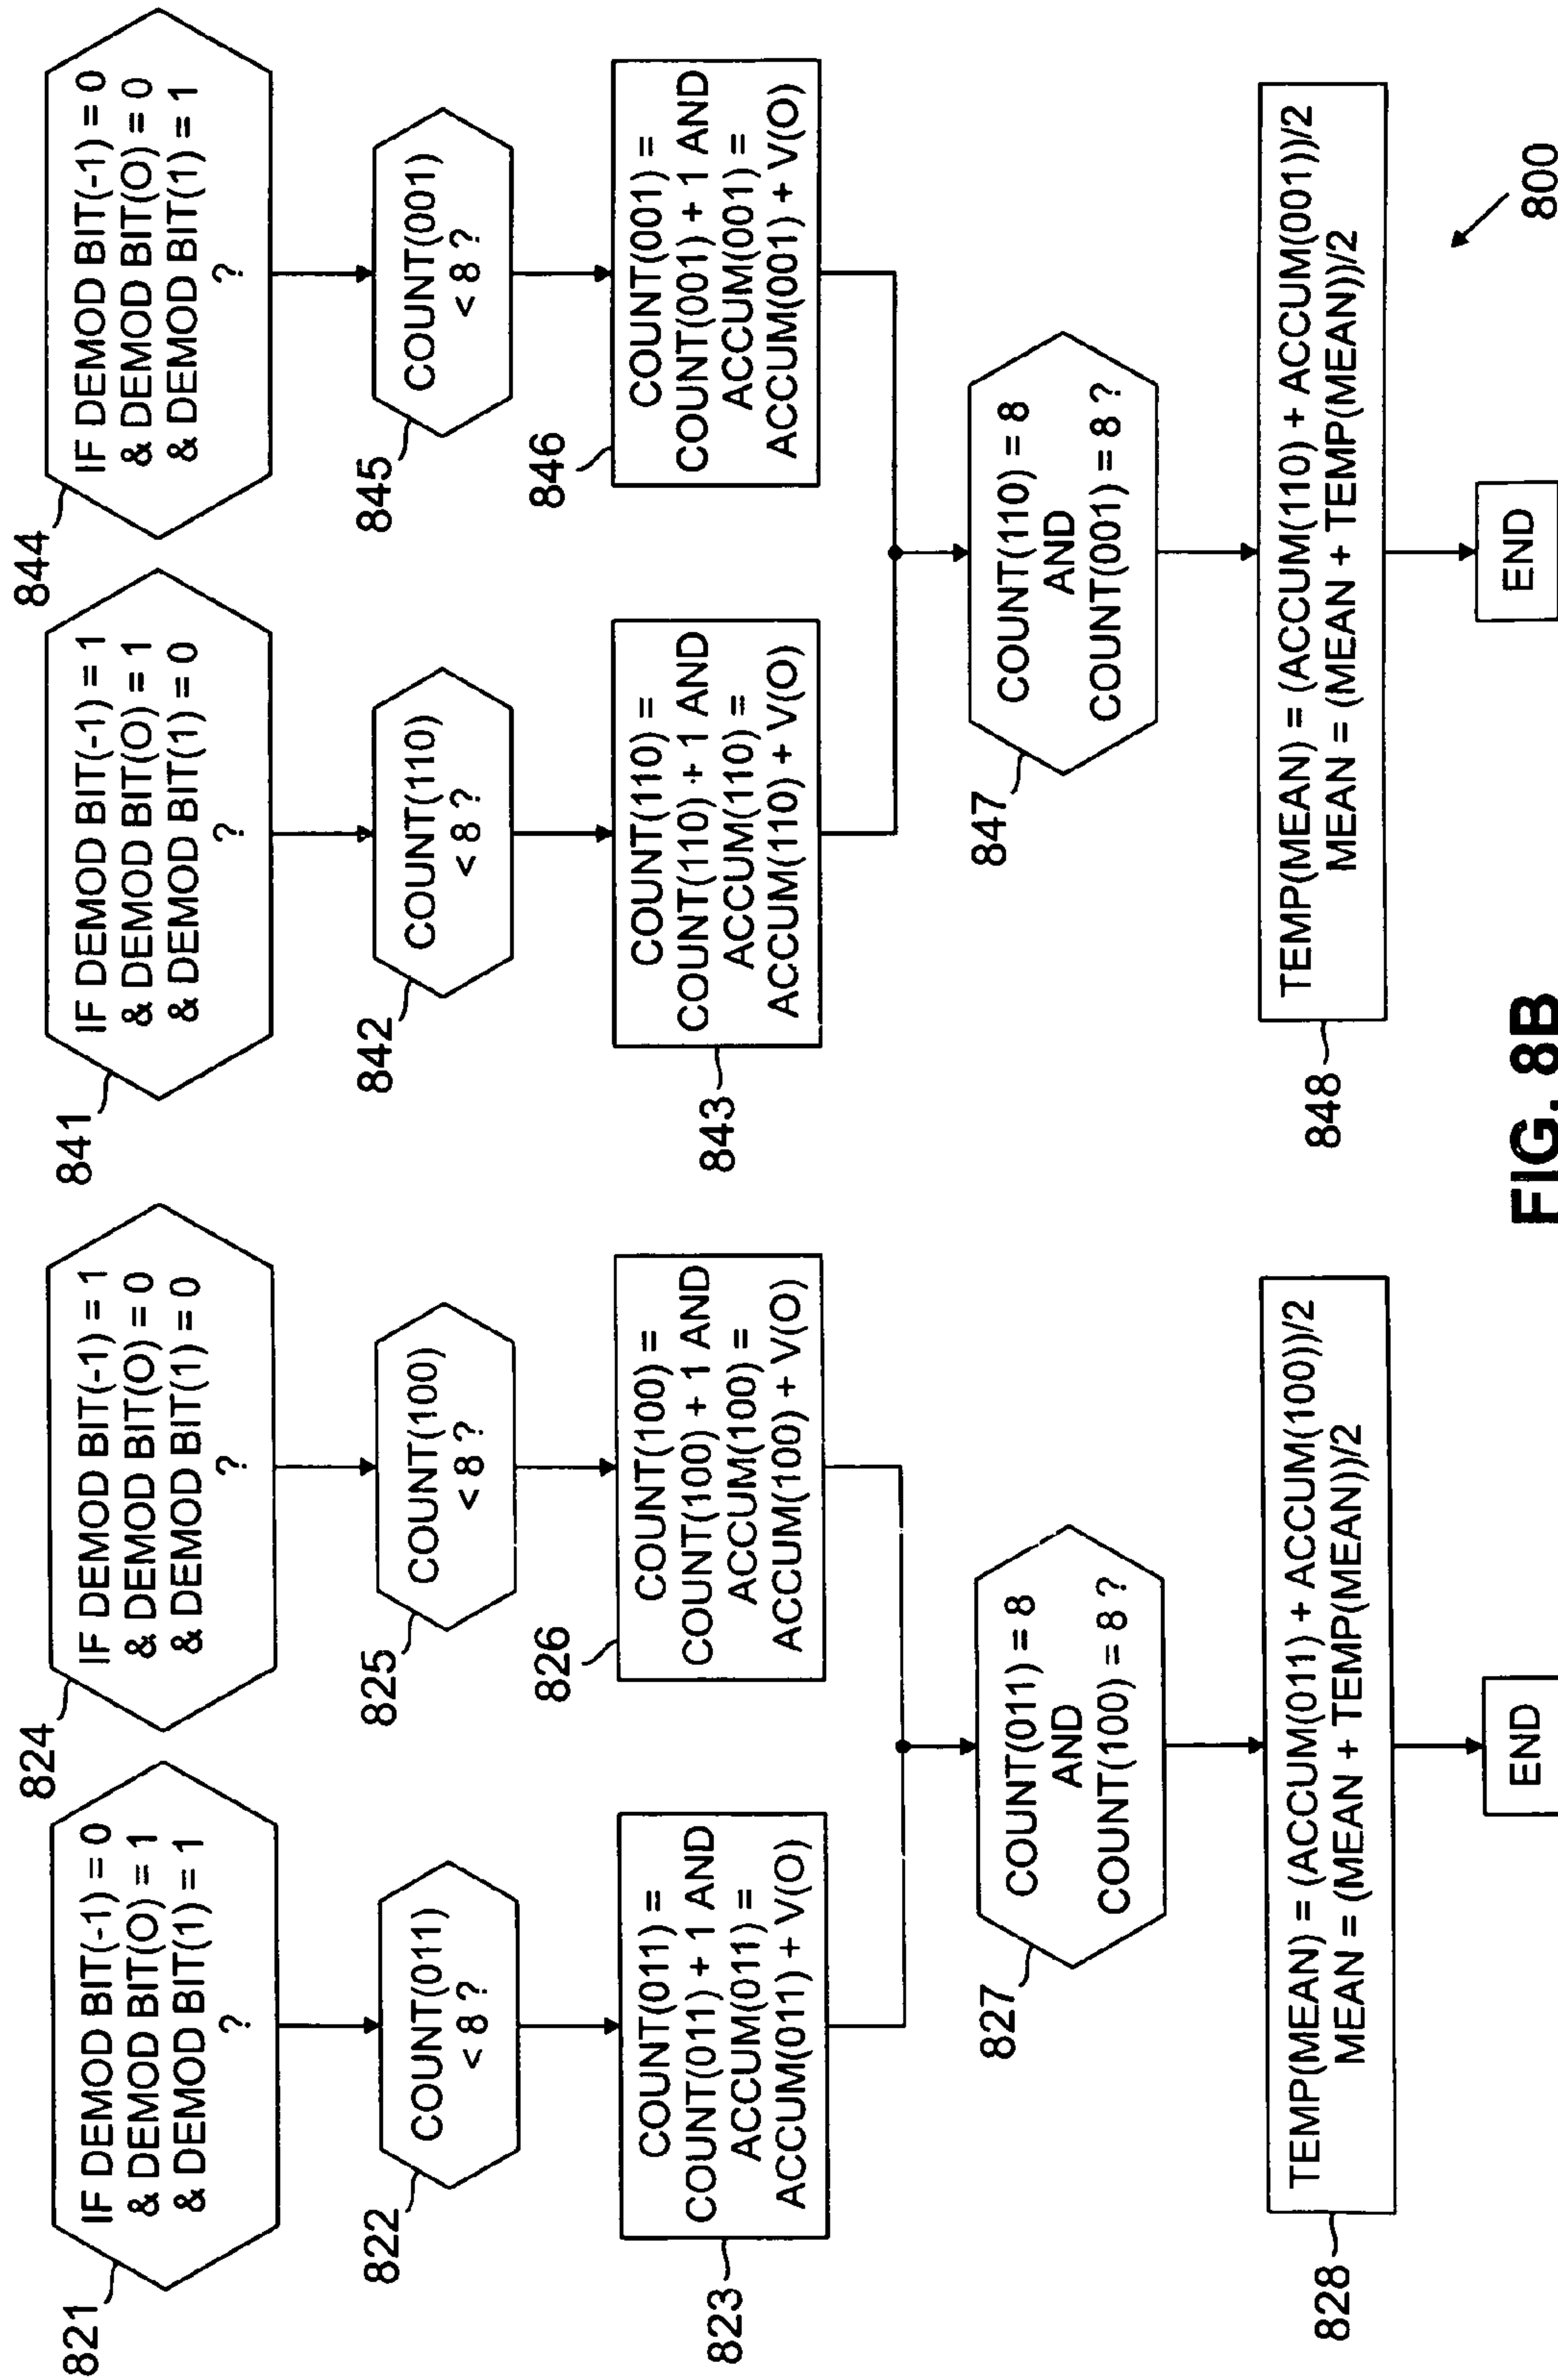 821
IF DEMOD BIT(-1) = 0
& DEMOD BIT(O) = 1
& DEMOD BIT(1) = 1
?
822
COUNT(011)
< 8 ?
823
COUNT(011) =
COUNT(011) + 1 AND
ACCUM(011) =
ACCUM(011) + V(O)
824
IF DEMOD BIT(-1) = 1
& DEMOD BIT(O) = 0
& DEMOD BIT(1) = 0
?
825
COUNT(100)
< 8 ?
826
COUNT(100) =
COUNT(100) + 1 AND
ACCUM(100) =
ACCUM(100) + V(O)
827
COUNT(011) = 8
AND
COUNT(100) = 8 ?
828
TEMP(MEAN) = (ACCUM(011) + ACCUM(100))/2
MEAN = (MEAN + TEMP(MEAN))/2
END
841
IF DEMOD BIT(-1) = 1
& DEMOD BIT(O) = 1
& DEMOD BIT(1) = 0
?
842
COUNT(110)
< 8 ?
843
COUNT(110) =
COUNT(110) + 1 AND
ACCUM(110) =
ACCUM(110) + V(O)
844
IF DEMOD BIT(-1) = 0
& DEMOD BIT(O) = 0
& DEMOD BIT(1) = 1
?
845
COUNT(001)
< 8 ?
846
COUNT(001) =
COUNT(001) + 1 AND
ACCUM(001) =
ACCUM(001) + V(O)
847
COUNT(110) = 8
AND
COUNT(001) = 8 ?
848
TEMP(MEAN) = (ACCUM(110) + ACCUM(001))/2
MEAN = (MEAN + TEMP(MEAN))/2
END
800
FIG. 8B